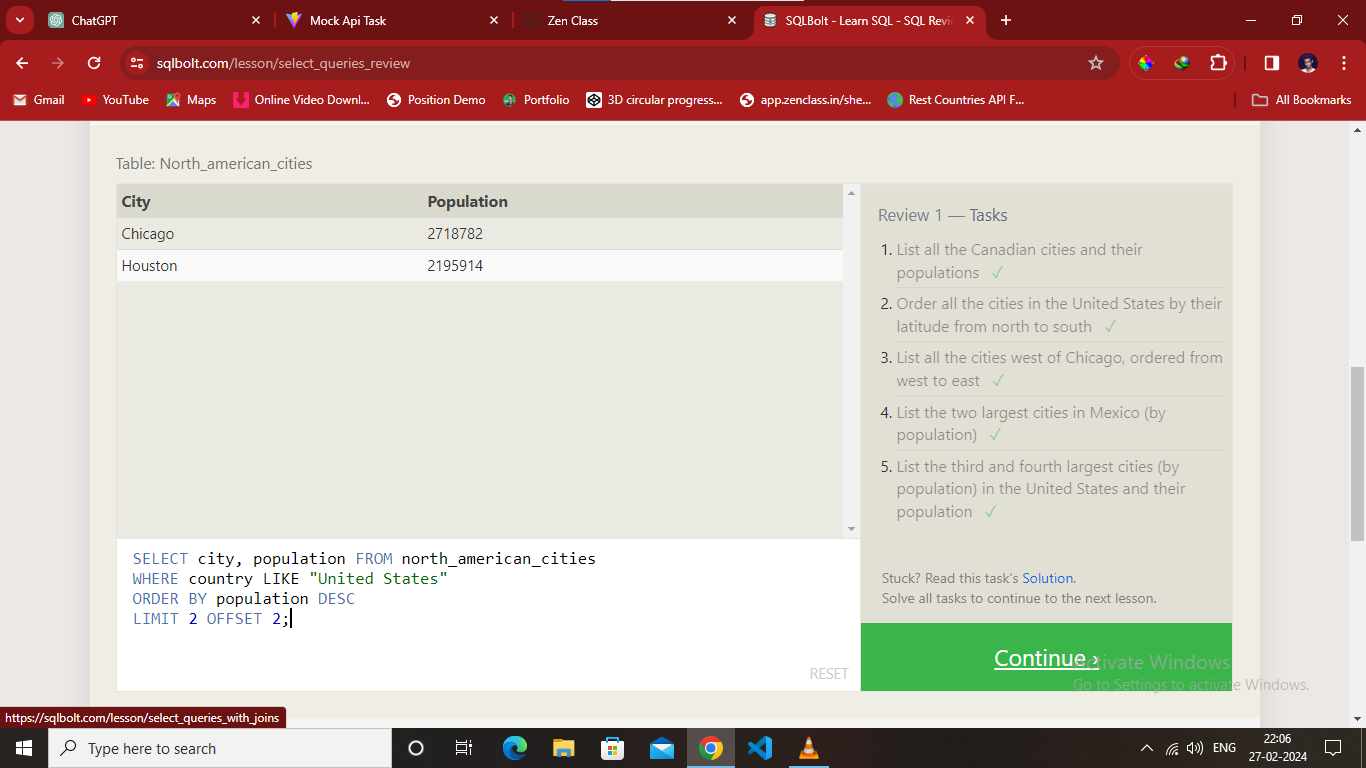 ChatGPT
Mock Api Task
Zen Class
SQLBolt - Learn SQL - SQL Revie
sqlbolt.com/lesson/select_queries_review
Gmail
YouTube
Maps
Online Video Downl...
Position Demo
Portfolio
3D circular progress...
app.zenclass.in/she...
Rest Countries API F...
All Bookmarks
Table: North_american_cities
City Population
Chicago 2718782
Houston 2195914
SELECT city, population FROM north_american_cities
WHERE country LIKE "United States"
ORDER BY population DESC
LIMIT 2 OFFSET 2;
RESET
Review 1 — Tasks
1. List all the Canadian cities and their
populations ✓
2. Order all the cities in the United States by their
latitude from north to south ✓
3. List all the cities west of Chicago, ordered from
west to east ✓
4. List the two largest cities in Mexico (by
population) ✓
5. List the third and fourth largest cities (by
population) in the United States and their
population ✓
Stuck? Read this task's Solution.
Solve all tasks to continue to the next lesson.
Continue ›
Activate Windows
Go to Settings to activate Windows.
https://sqlbolt.com/lesson/select_queries_with_joins
Type here to search
ENG
22:06
27-02-2024